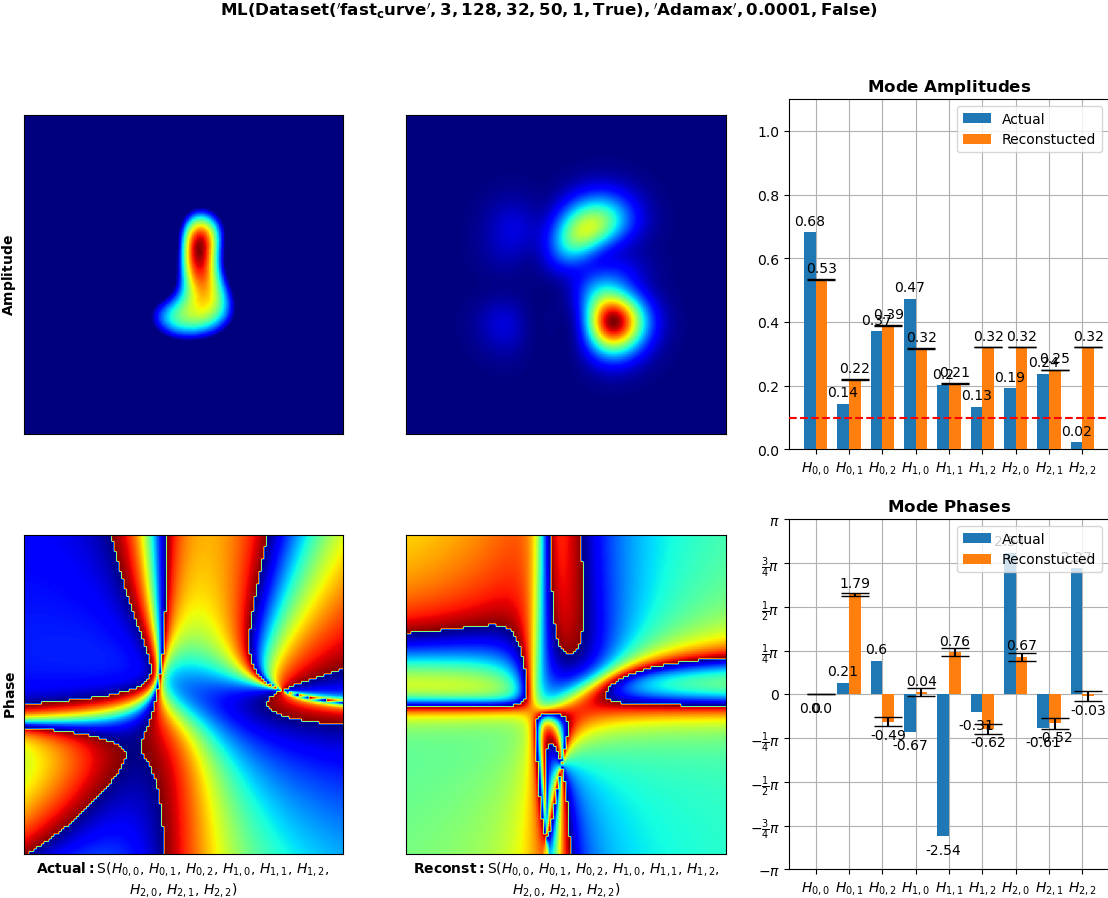 ML(Dataset('fast_curve', 3, 128, 32, 50, 1, True), 'Adamax', 0.0001, False)
Amplitude
Mode Amplitudes
Actual
Reconstucted
1.0
0.8
0.6
0.4
0.2
0.0
0.68
0.53
0.14
0.22
0.37
0.39
0.47
0.32
0.2
0.21
0.13
0.32
0.19
0.32
0.24
0.25
0.02
0.32
H0,0 H0,1 H0,2 H1,0 H1,1 H1,2 H2,0 H2,1 H2,2
Phase
Actual: S(H0,0, H0,1, H0,2, H1,0, H1,1, H1,2,
H2,0, H2,1, H2,2)
Reconst: S(H0,0, H0,1, H0,2, H1,0, H1,1, H1,2,
H2,0, H2,1, H2,2)
Mode Phases
Actual
Reconstucted
π
3/4π
1/2π
1/4π
0
−1/4π
−1/2π
−3/4π
−π
0.0
0.0
0.21
1.79
0.6
-0.49
-0.67
0.04
-2.54
0.76
-0.31
-0.62
0.67
-0.61
-0.52
-0.03
H0,0 H0,1 H0,2 H1,0 H1,1 H1,2 H2,0 H2,1 H2,2